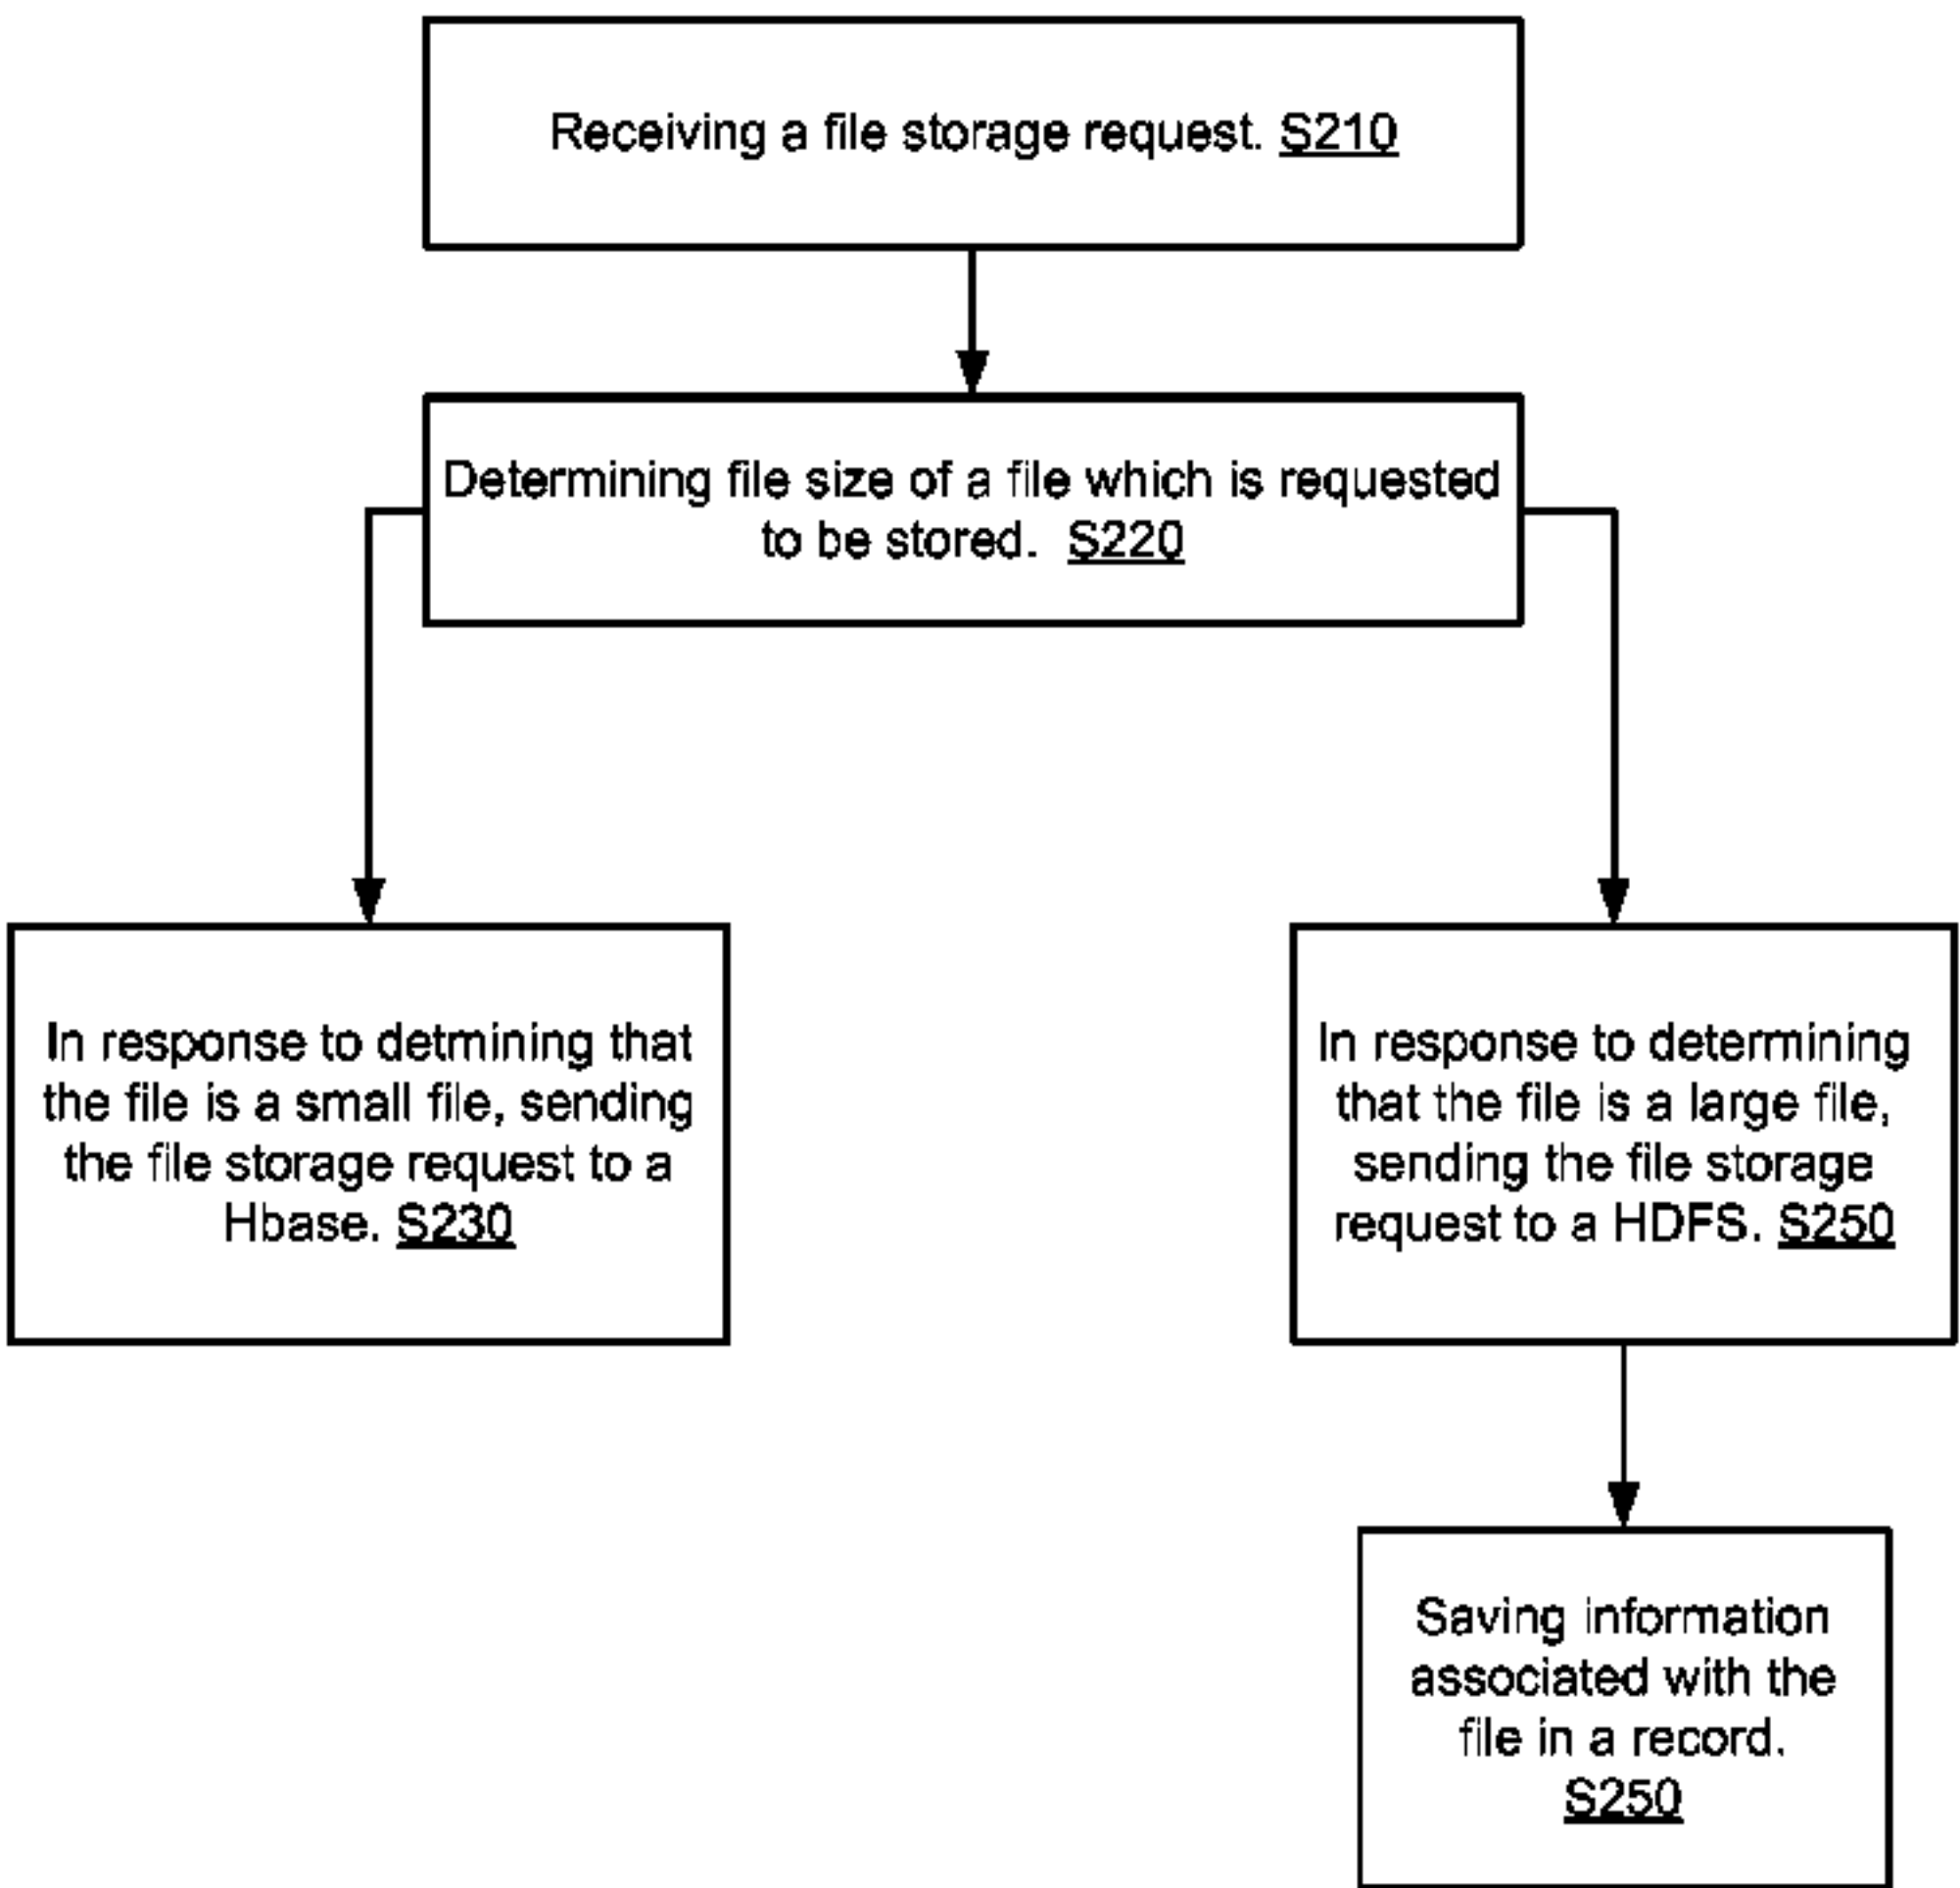 Receiving a file storage request. S210
Determining file size of a file which is requested
to be stored. S220
In response to detmining that
the file is a small file, sending
the file storage request to a
Hbase. S230
In response to determining
that the file is a large file,
sending the file storage
request to a HDFS. S250
Saving information
associated with the
file in a record.
S250